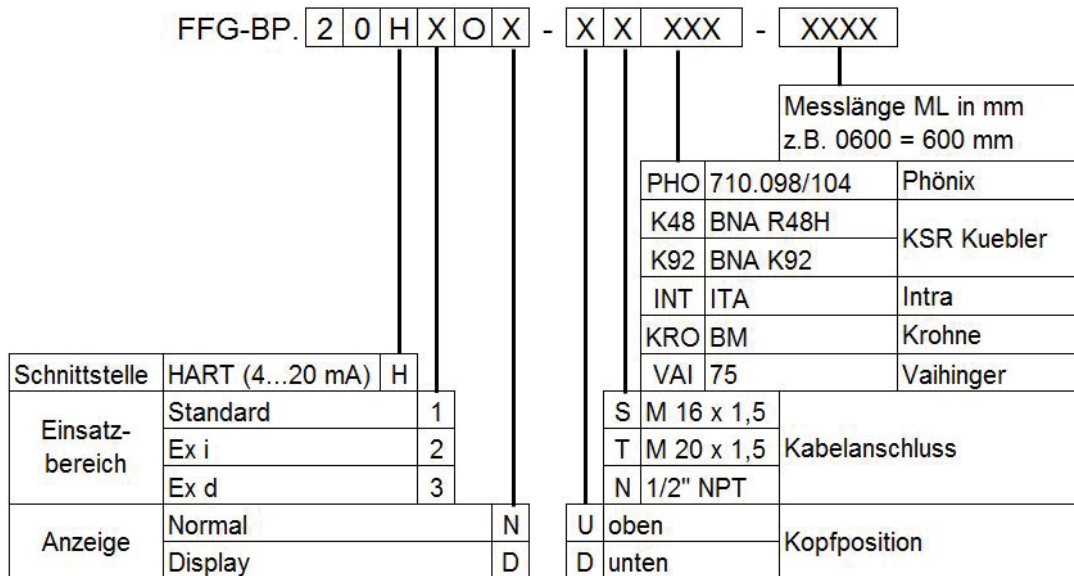 FFG-BP. 2 0 H X O X - X X XXX - XXXX
Messlänge ML in mm
z.B. 0600 = 600 mm
PHO 710.098/104 Phönix
K48 BNA R48H
KSR Kuebler
K92 BNA K92
INT ITA Intra
KRO BM Krohne
Schnittstelle HART (4...20 mA) H
VAI 75 Vaihinger
Einsatz-
bereich
Standard 1
Ex i 2
Ex d 3
S M 16 x 1,5
T M 20 x 1,5 Kabelanschluss
N 1/2" NPT
Anzeige
Normal N
Display D
U oben
D unten
Kopfposition